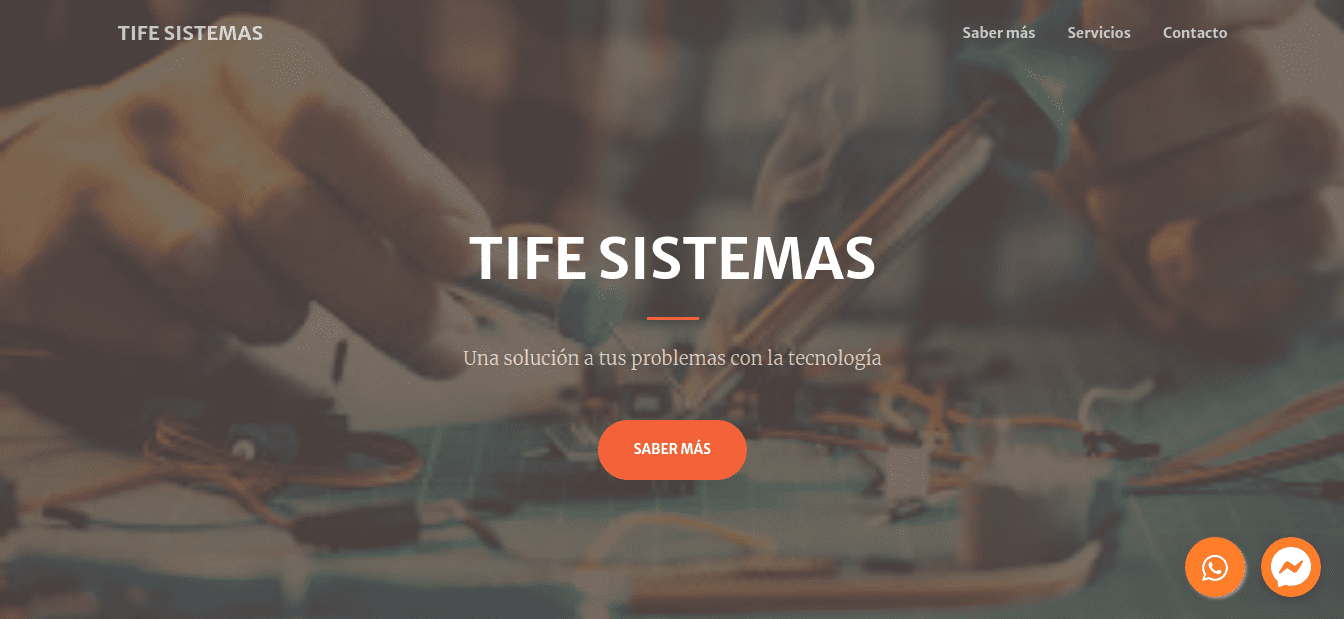 TIFE SISTEMAS
Saber más
Servicios
Contacto
TIFE SISTEMAS
Una solución a tus problemas con la tecnología
SABER MÁS